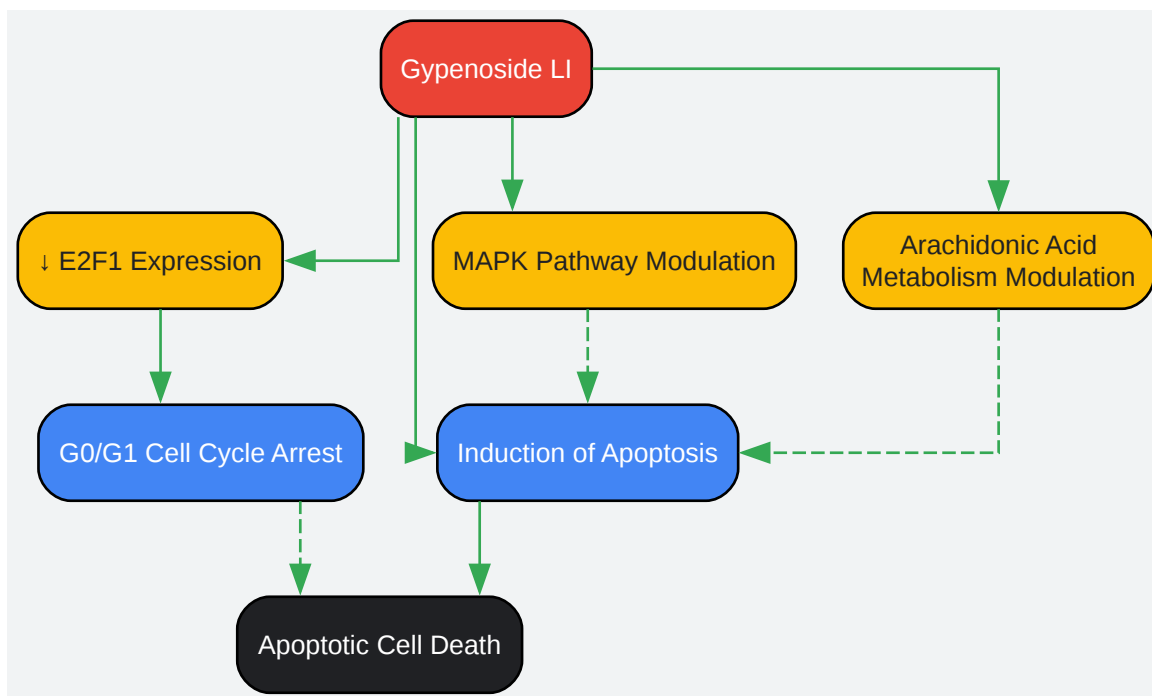 Gypenoside LI
↓ E2F1 Expression
MAPK Pathway Modulation
Arachidonic Acid
Metabolism Modulation
G0/G1 Cell Cycle Arrest
Induction of Apoptosis
Apoptotic Cell Death